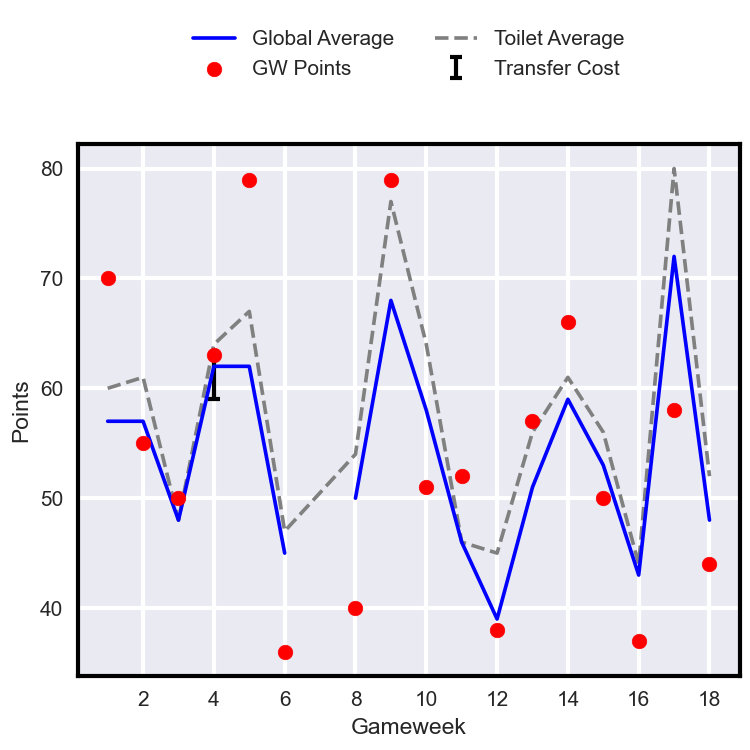 Global Average Toilet Average
GW Points Transfer Cost
80
70
60
50
40
Points
2 4 6 8 10 12 14 16 18
Gameweek